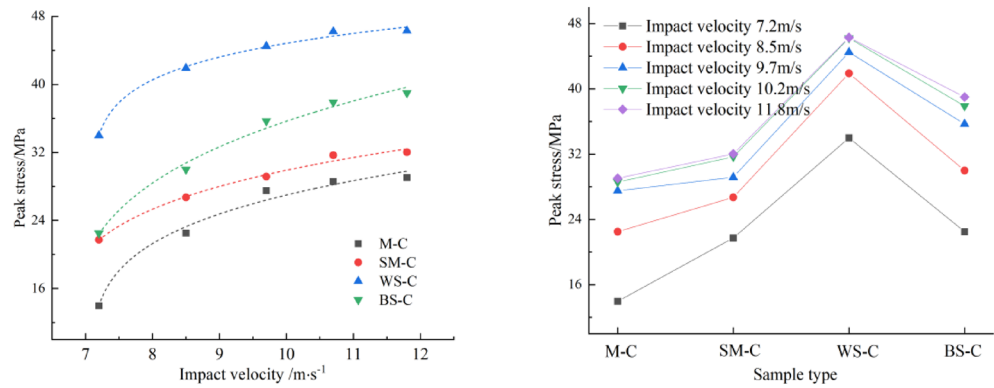 48
40
32
24
16
Peak stress/MPa
M-C
SM-C
WS-C
BS-C
7 8 9 10 11 12
Impact velocity /m·s⁻¹
48
40
32
24
16
Peak stress/MPa
Impact velocity 7.2m/s
Impact velocity 8.5m/s
Impact velocity 9.7m/s
Impact velocity 10.2m/s
Impact velocity 11.8m/s
M-C SM-C WS-C BS-C
Sample type